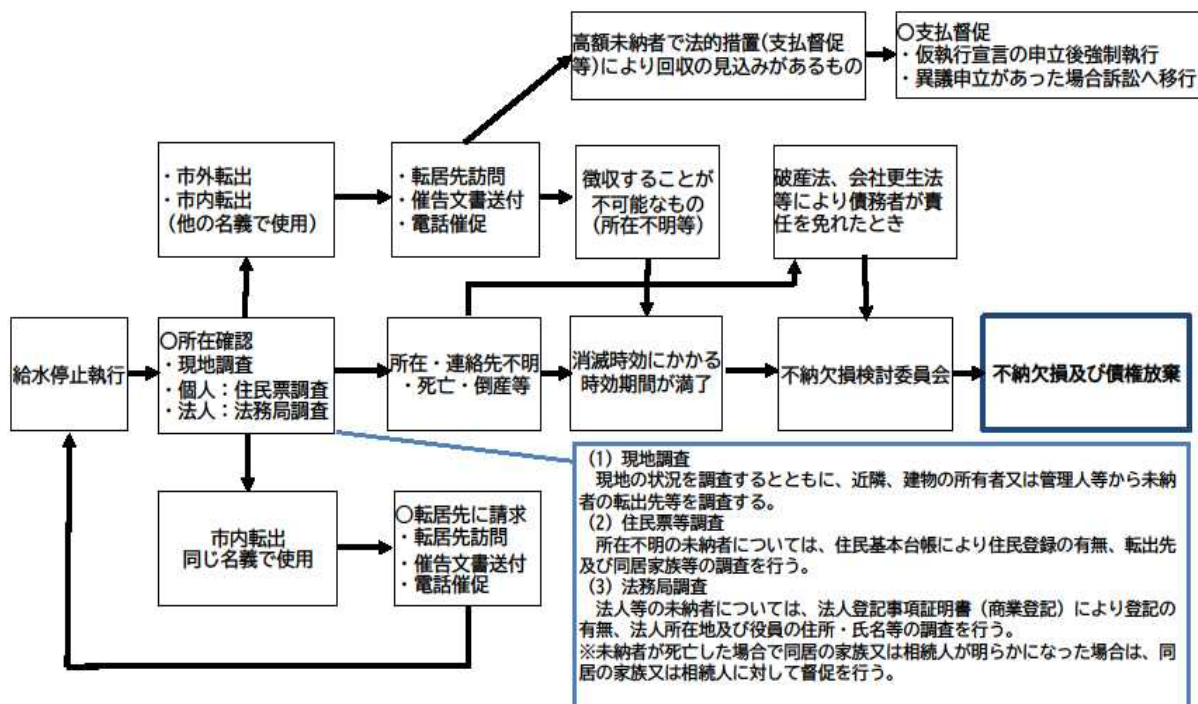 高額未納者で法的措置(支払督促
等)により回収の見込みがあるもの
〇支払督促
・仮執行宣言の申立後強制執行
・異議申立があった場合訴訟へ移行
・市外転出
・市内転出
(他の名義で使用)
・転居先訪問
・催告文書送付
・電話催促
徴収することが
不可能なもの
(所在不明等)
破産法、会社更生法
等により債務者が責
任を免れたとき
給水停止執行
〇所在確認
・現地調査
・個人：住民票調査
・法人：法務局調査
所在・連絡先不明
・死亡・倒産等
消滅時効にかかる
時効期間が満了
不納欠損検討委員会
不納欠損及び債権放棄
市内転出
同じ名義で使用
〇転居先に請求
・転居先訪問
・催告文書送付
・電話催促
(1) 現地調査
現地の状況を調査するとともに、近隣、建物の所有者又は管理人等から未納
者の転出先等を調査する。
(2) 住民票等調査
所在不明の未納者については、住民基本台帳により住民登録の有無、転出先
及び同居家族等の調査を行う。
(3) 法務局調査
法人等の未納者については、法人登記事項証明書（商業登記）により登記の
有無、法人所在地及び役員の住所・氏名等の調査を行う。
※未納者が死亡した場合で同居の家族又は相続人が明らかになった場合は、同
居の家族又は相続人に対して督促を行う。